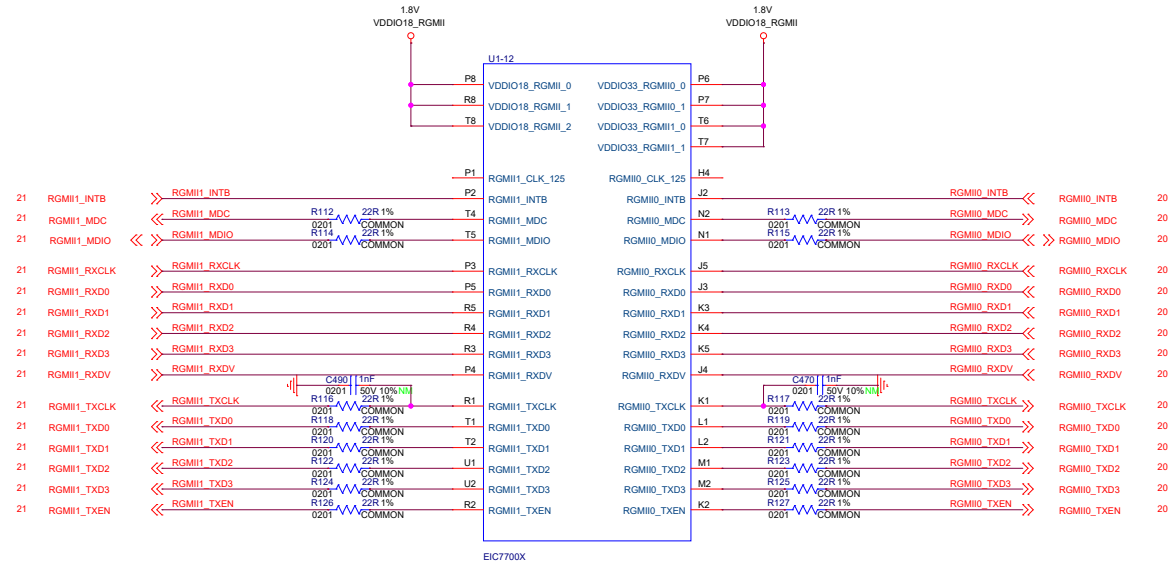 1.8V 1.8V
VDDIO18_RGMII VDDIO18_RGMII
U1-12
P8 VDDIO18_RGMII_0 VDDIO33_RGMII0_0 P6
R8 VDDIO18_RGMII_1 VDDIO33_RGMII0_1 P7
T8 VDDIO18_RGMII_2 VDDIO33_RGMII1_0 T6
VDDIO33_RGMII1_1 T7
P1 RGMII1_CLK_125 RGMII0_CLK_125 H4
21 RGMII1_INTB RGMII1_INTB P2 RGMII1_INTB RGMII0_INTB J2 RGMII0_INTB RGMII0_INTB 20
21 RGMII1_MDC RGMII1_MDC R112 22R 1% 0201 COMMON T4 RGMII1_MDC RGMII0_MDC N2 R113 22R 1% 0201 COMMON RGMII0_MDC RGMII0_MDC 20
21 RGMII1_MDIO RGMII1_MDIO R114 22R 1% 0201 COMMON T5 RGMII1_MDIO RGMII0_MDIO N1 R115 22R 1% 0201 COMMON RGMII0_MDIO RGMII0_MDIO 20
21 RGMII1_RXCLK RGMII1_RXCLK P3 RGMII1_RXCLK RGMII0_RXCLK J5 RGMII0_RXCLK RGMII0_RXCLK 20
21 RGMII1_RXD0 RGMII1_RXD0 P5 RGMII1_RXD0 RGMII0_RXD0 J3 RGMII0_RXD0 RGMII0_RXD0 20
21 RGMII1_RXD1 RGMII1_RXD1 R5 RGMII1_RXD1 RGMII0_RXD1 K3 RGMII0_RXD1 RGMII0_RXD1 20
21 RGMII1_RXD2 RGMII1_RXD2 R4 RGMII1_RXD2 RGMII0_RXD2 K4 RGMII0_RXD2 RGMII0_RXD2 20
21 RGMII1_RXD3 RGMII1_RXD3 R3 RGMII1_RXD3 RGMII0_RXD3 K5 RGMII0_RXD3 RGMII0_RXD3 20
21 RGMII1_RXDV RGMII1_RXDV P4 RGMII1_RXDV RGMII0_RXDV J4 RGMII0_RXDV RGMII0_RXDV 20
C490 1nF C470 1nF
0201 50V 10% NM 0201 50V 10% NM
21 RGMII1_TXCLK RGMII1_TXCLK R116 22R 1% 0201 COMMON R1 RGMII1_TXCLK RGMII0_TXCLK K1 R117 22R 1% 0201 COMMON RGMII0_TXCLK RGMII0_TXCLK 20
21 RGMII1_TXD0 RGMII1_TXD0 R118 22R 1% 0201 COMMON T1 RGMII1_TXD0 RGMII0_TXD0 L1 R119 22R 1% 0201 COMMON RGMII0_TXD0 RGMII0_TXD0 20
21 RGMII1_TXD1 RGMII1_TXD1 R120 22R 1% 0201 COMMON T2 RGMII1_TXD1 RGMII0_TXD1 L2 R121 22R 1% 0201 COMMON RGMII0_TXD1 RGMII0_TXD1 20
21 RGMII1_TXD2 RGMII1_TXD2 R122 22R 1% 0201 COMMON U1 RGMII1_TXD2 RGMII0_TXD2 M1 R123 22R 1% 0201 COMMON RGMII0_TXD2 RGMII0_TXD2 20
21 RGMII1_TXD3 RGMII1_TXD3 R124 22R 1% 0201 COMMON U2 RGMII1_TXD3 RGMII0_TXD3 M2 R125 22R 1% 0201 COMMON RGMII0_TXD3 RGMII0_TXD3 20
21 RGMII1_TXEN RGMII1_TXEN R126 22R 1% 0201 COMMON R2 RGMII1_TXEN RGMII0_TXEN K2 R127 22R 1% 0201 COMMON RGMII0_TXEN RGMII0_TXEN 20
EIC7700X